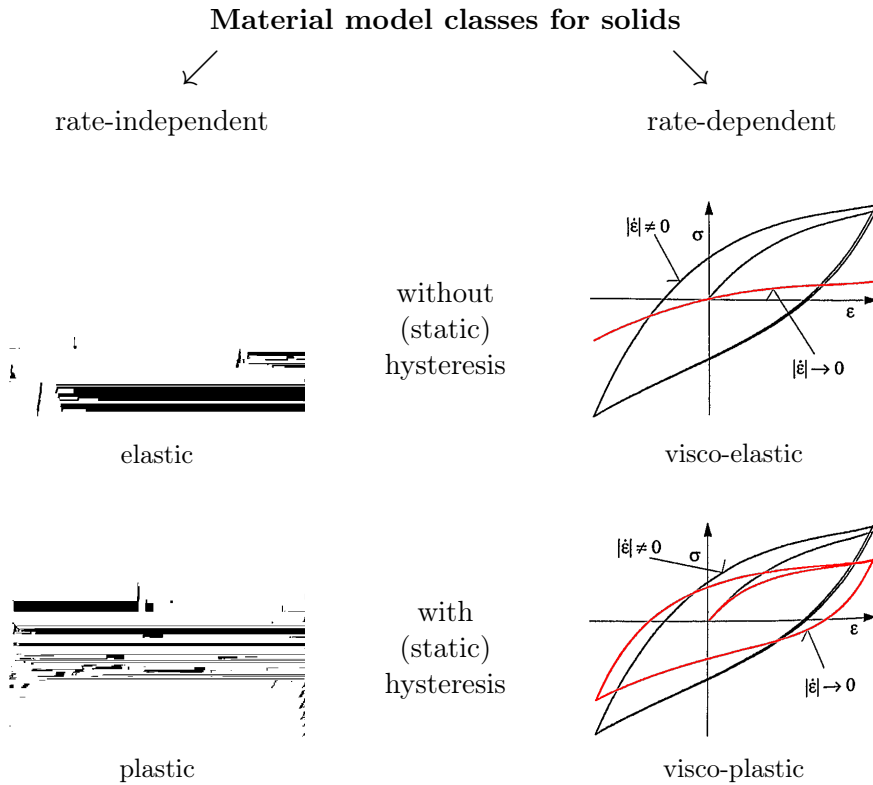 Material model classes for solids
rate-independent
rate-dependent
|ε̇| ≠ 0
σ
ε
|ε̇| → 0
without
(static)
hysteresis
elastic
visco-elastic
|ε̇| ≠ 0
σ
ε
|ε̇| → 0
with
(static)
hysteresis
plastic
visco-plastic